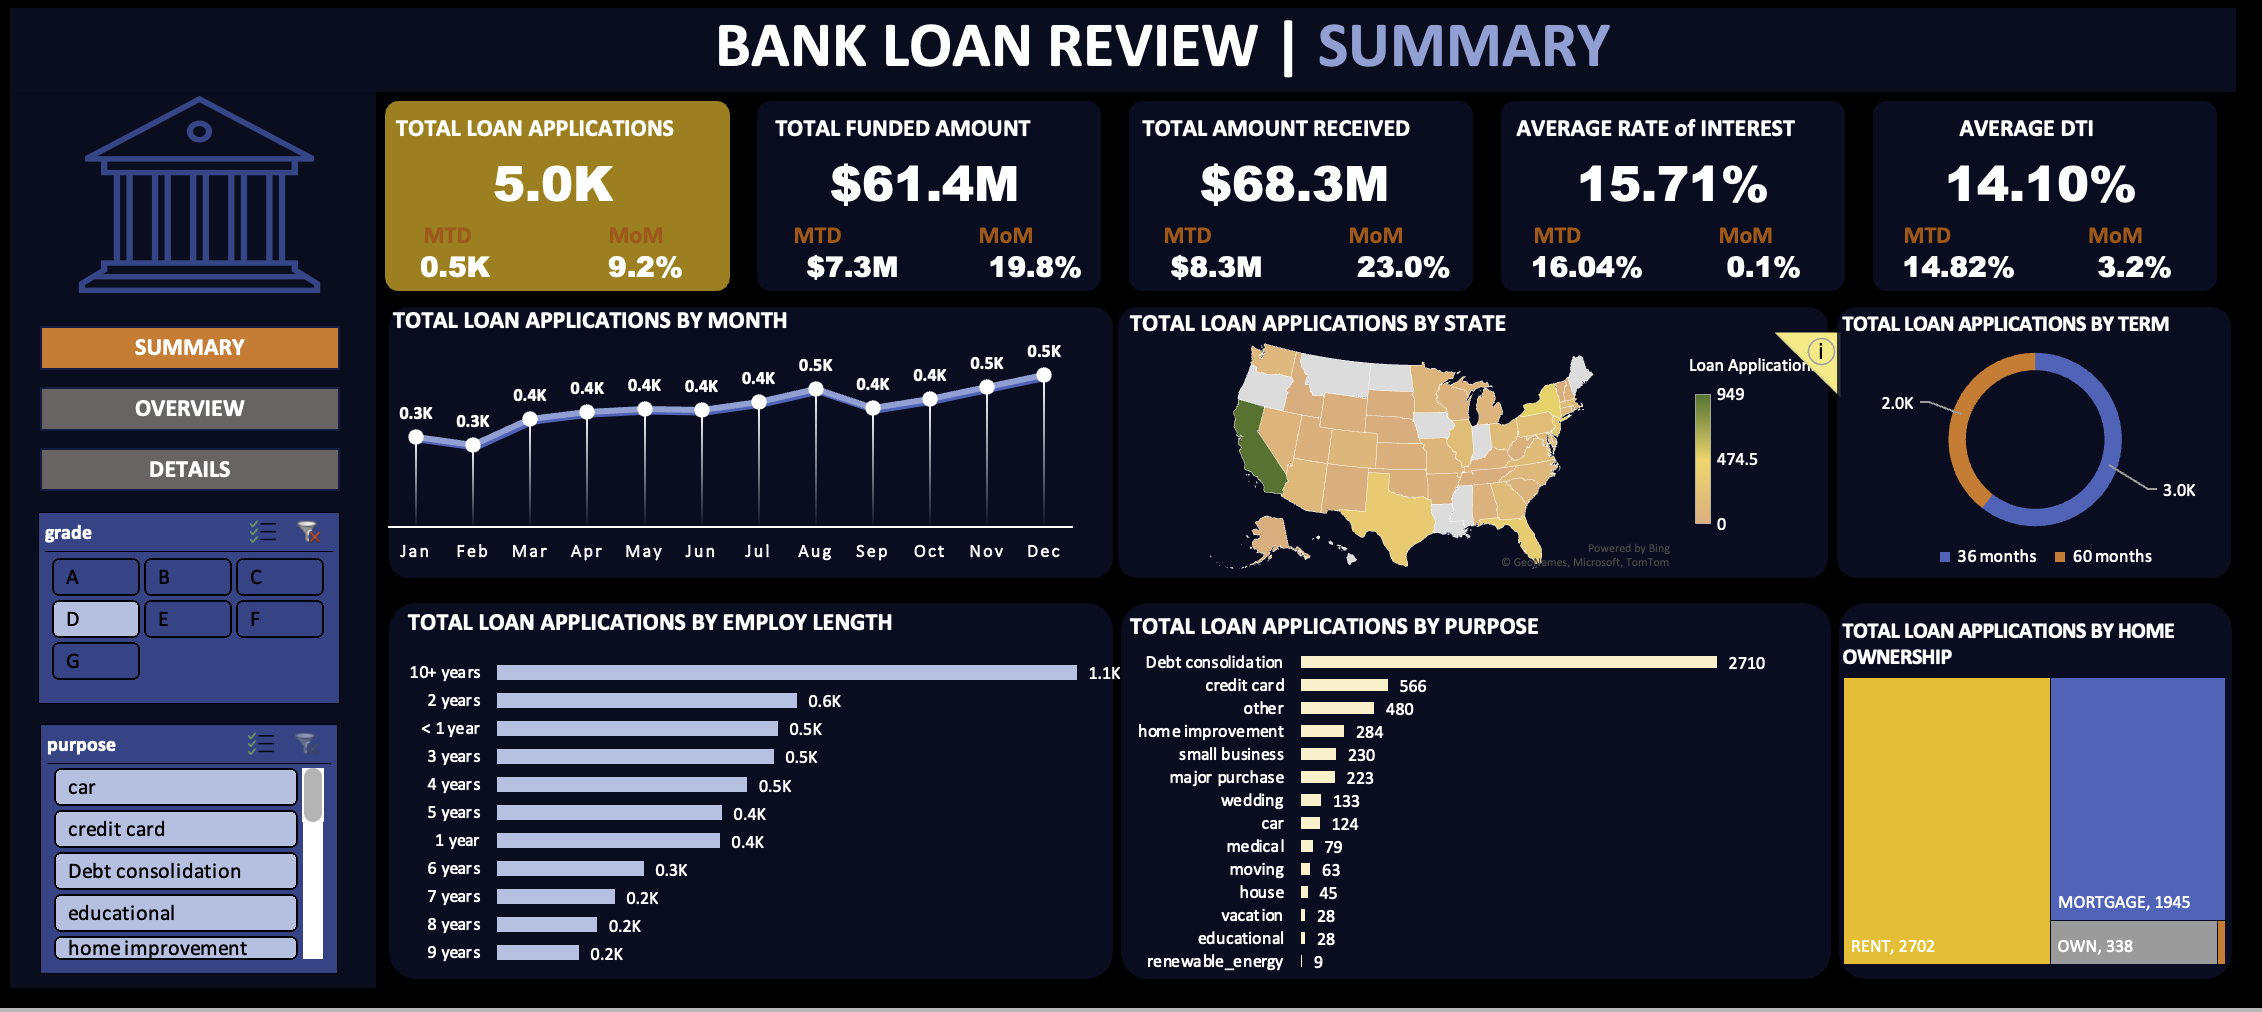 BANK LOAN REVIEW | SUMMARY
TOTAL LOAN APPLICATIONS
5.0K
MTD MoM
0.5K 9.2%
TOTAL FUNDED AMOUNT
$61.4M
MTD MoM
$7.3M 19.8%
TOTAL AMOUNT RECEIVED
$68.3M
MTD MoM
$8.3M 23.0%
AVERAGE RATE of INTEREST
15.71%
MTD MoM
16.04% 0.1%
AVERAGE DTI
14.10%
MTD MoM
14.82% 3.2%
SUMMARY
OVERVIEW
DETAILS
grade
A B C
D E F
G
purpose
car
credit card
Debt consolidation
educational
home improvement
TOTAL LOAN APPLICATIONS BY MONTH
0.3K 0.3K 0.4K 0.4K 0.4K 0.4K 0.4K 0.5K 0.4K 0.4K 0.5K 0.5K
Jan Feb Mar Apr May Jun Jul Aug Sep Oct Nov Dec
TOTAL LOAN APPLICATIONS BY STATE
i
Loan Application
949
474.5
0
Powered by Bing
© GeoNames, Microsoft, TomTom
TOTAL LOAN APPLICATIONS BY TERM
2.0K
3.0K
36 months 60 months
TOTAL LOAN APPLICATIONS BY EMPLOY LENGTH
10+ years 1.1K
2 years 0.6K
< 1 year 0.5K
3 years 0.5K
4 years 0.5K
5 years 0.4K
1 year 0.4K
6 years 0.3K
7 years 0.2K
8 years 0.2K
9 years 0.2K
TOTAL LOAN APPLICATIONS BY PURPOSE
Debt consolidation 2710
credit card 566
other 480
home improvement 284
small business 230
major purchase 223
wedding 133
car 124
medical 79
moving 63
house 45
vacation 28
educational 28
renewable_energy 9
TOTAL LOAN APPLICATIONS BY HOME
OWNERSHIP
RENT, 2702
MORTGAGE, 1945
OWN, 338